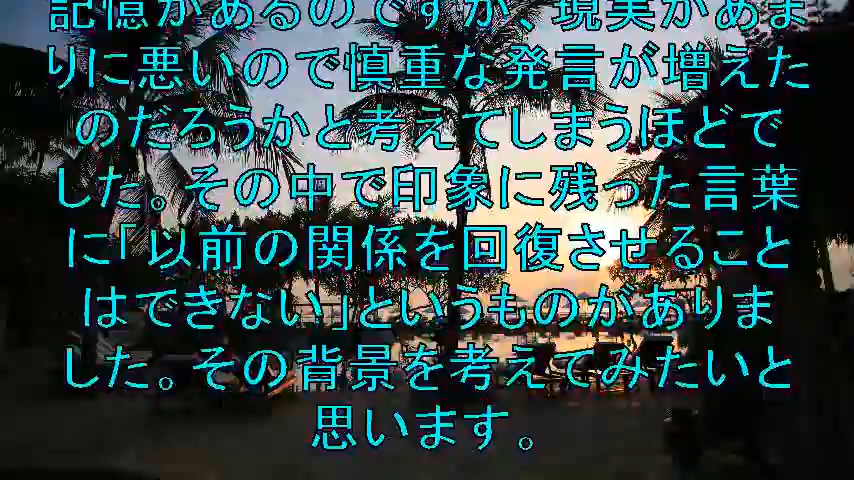 記憶があるのですが、現実があま
りに悪いので慎重な発言が増えた
のだろうかと考えてしまうほどで
した。その中で印象に残った言葉
に「以前の関係を回復させること
はできない」というものがありま
した。その背景を考えてみたいと
思います。